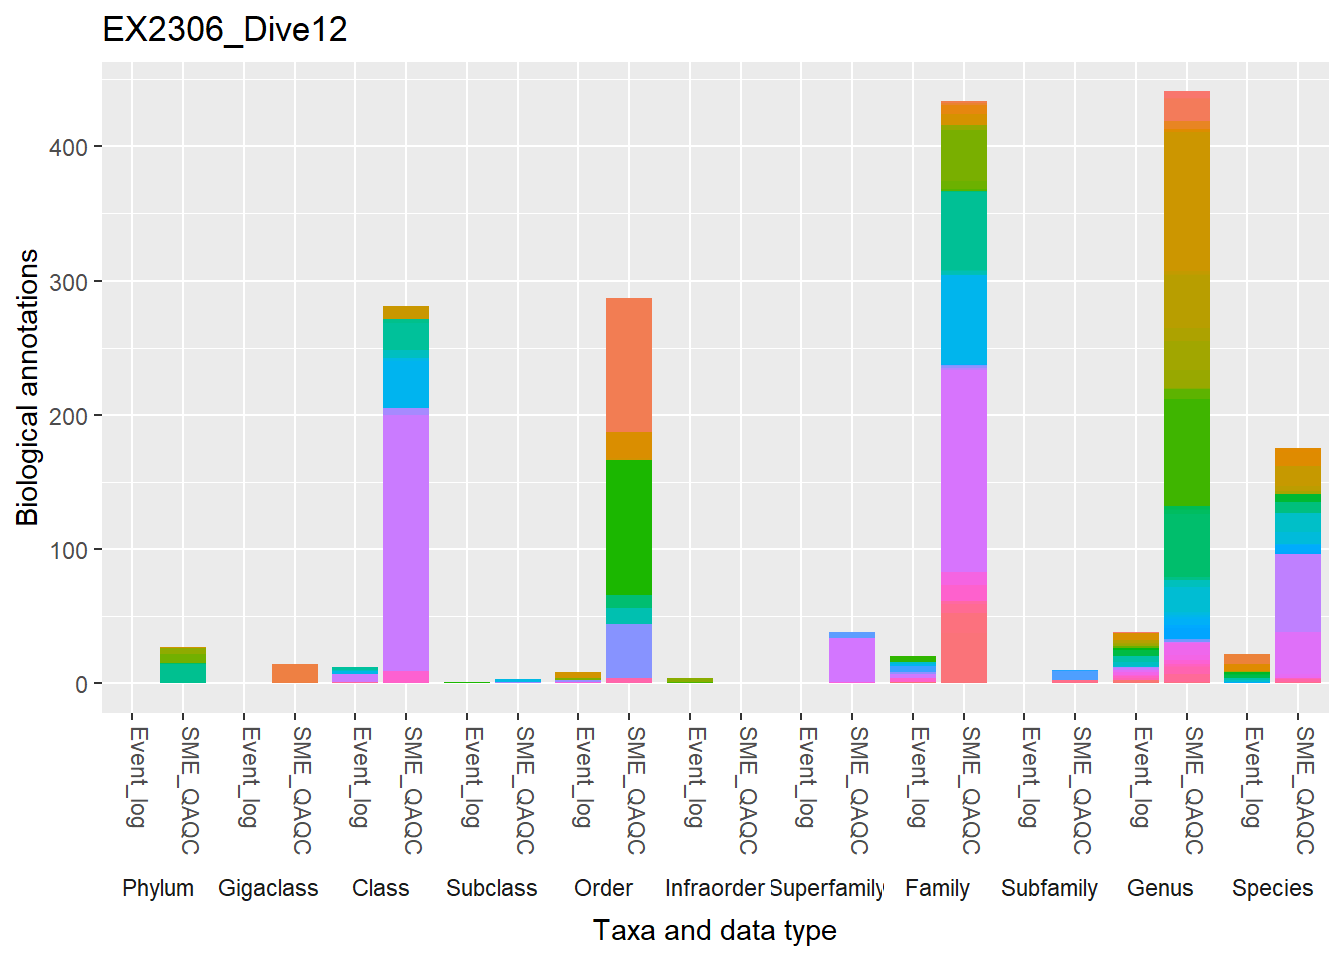 EX2306_Dive12
Biological annotations
400
300
200
100
0
Event_log SME_QAQC Event_log SME_QAQC Event_log SME_QAQC Event_log SME_QAQC Event_log SME_QAQC Event_log SME_QAQC Event_log SME_QAQC Event_log SME_QAQC Event_log SME_QAQC Event_log SME_QAQC Event_log SME_QAQC
Phylum Gigaclass Class Subclass Order Infraorder Superfamily Family Subfamily Genus Species
Taxa and data type